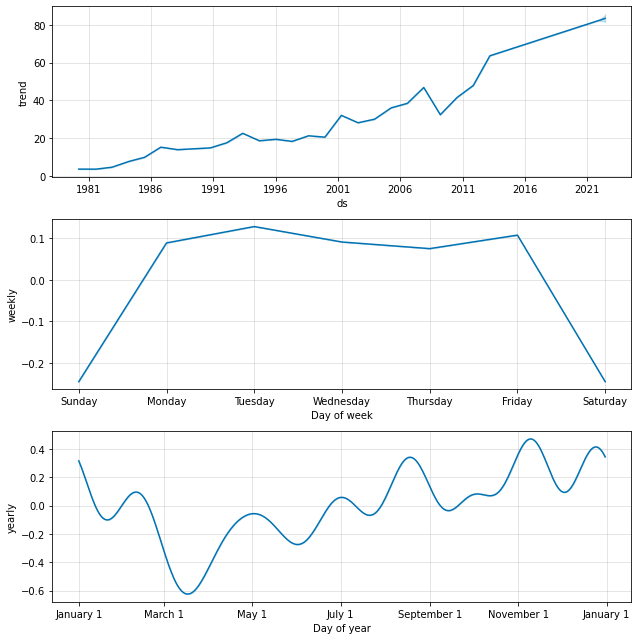 80
60
40
20
0
trend
1981 1986 1991 1996 2001 2006 2011 2016 2021
ds
0.1
0.0
−0.1
−0.2
weekly
Sunday Monday Tuesday Wednesday Thursday Friday Saturday
Day of week
0.4
0.2
0.0
−0.2
−0.4
−0.6
yearly
January 1 March 1 May 1 July 1 September 1 November 1 January 1
Day of year